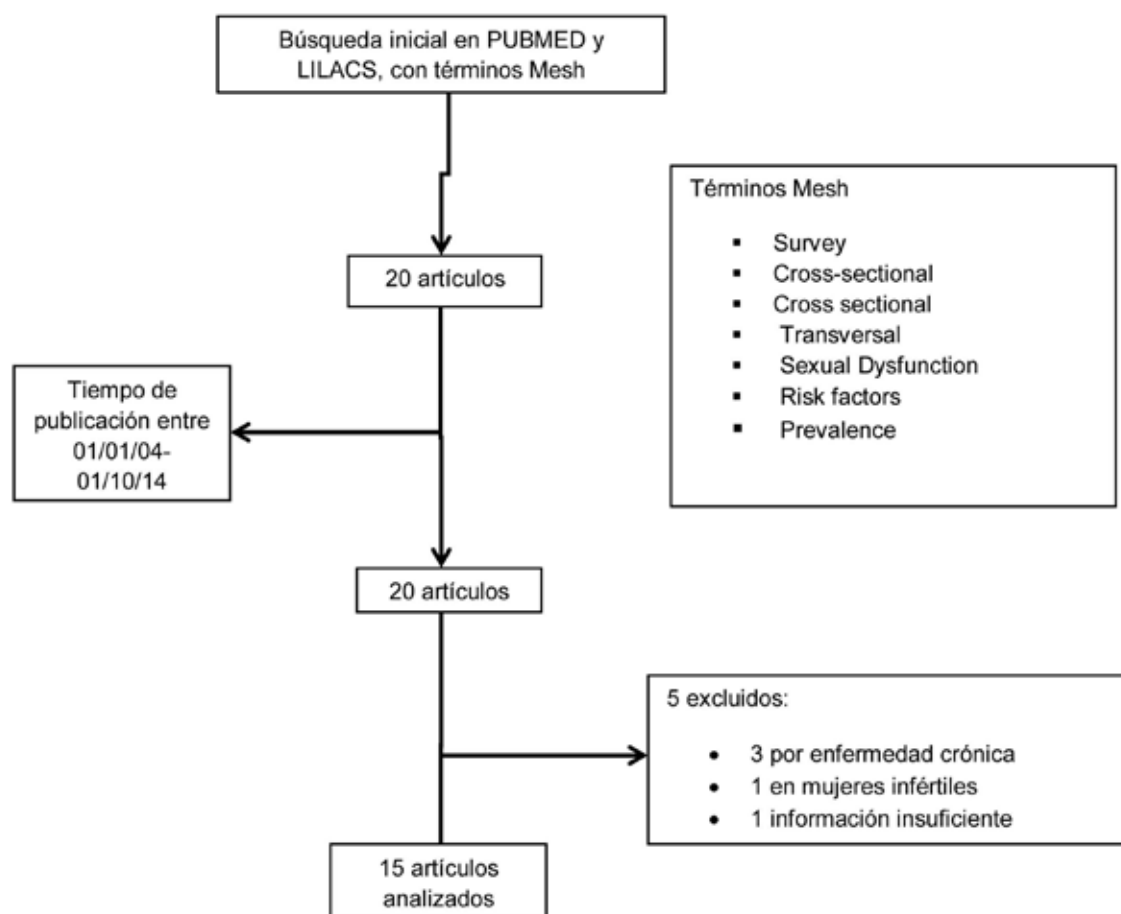 Búsqueda inicial en PUBMED y
LILACS, con términos Mesh
20 artículos
Términos Mesh
▪ Survey
▪ Cross-sectional
▪ Cross sectional
▪ Transversal
▪ Sexual Dysfunction
▪ Risk factors
▪ Prevalence
Tiempo de
publicación entre
01/01/04-
01/10/14
20 artículos
5 excluidos:
• 3 por enfermedad crónica
• 1 en mujeres infértiles
• 1 información insuficiente
15 artículos
analizados